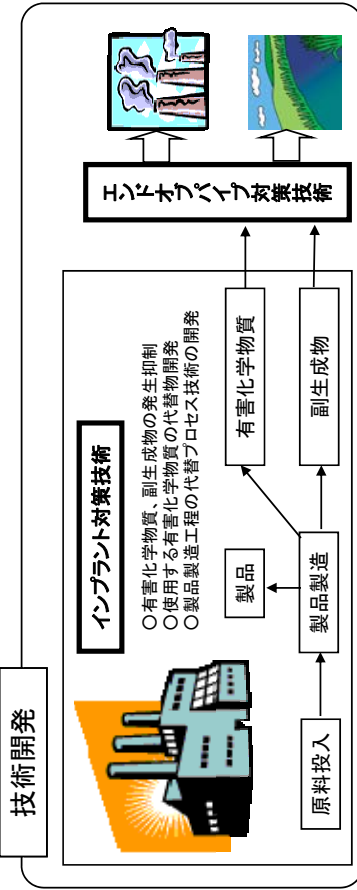 技術開発
インプラント対策技術
○有害化学物質、副生成物の発生抑制
○使用する有害化学物質の代替物開発
○製品製造工程の代替プロセス技術の開発
原料投入
製品製造
製品
有害化学物質
副生成物
エンドオブパイプ対策技術